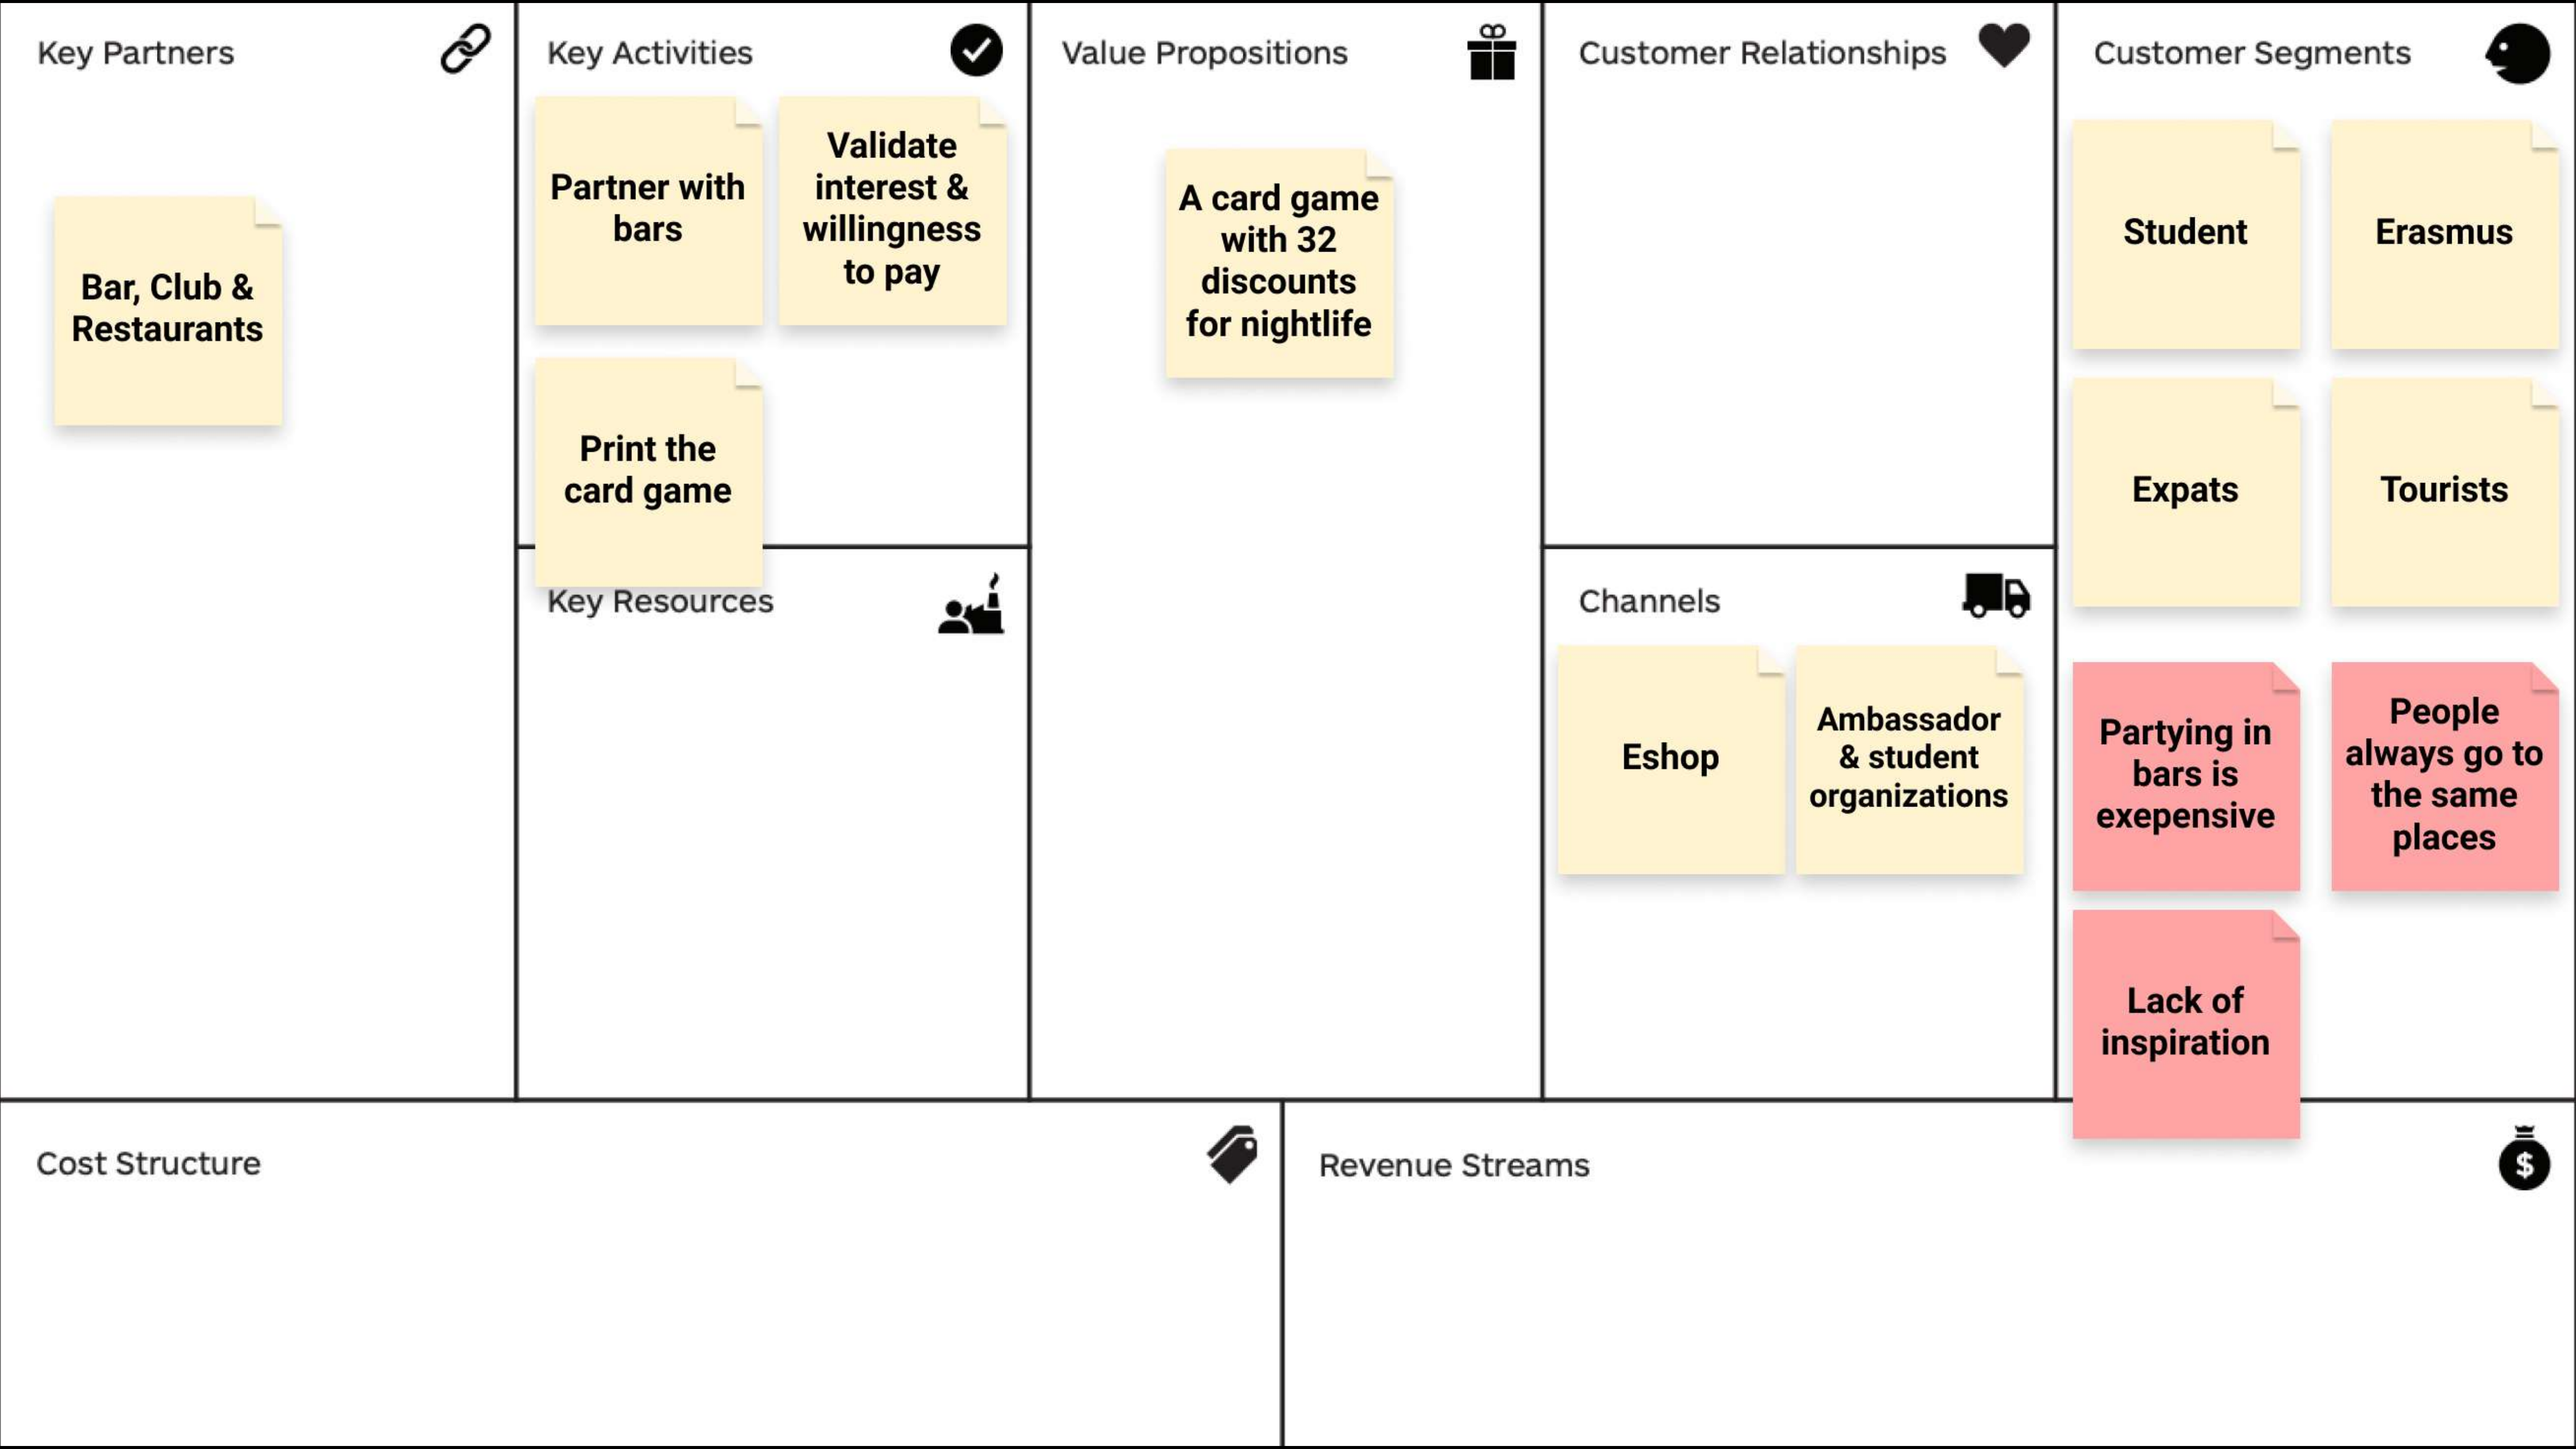 Key Partners
Bar, Club &
Restaurants
Key Activities
Partner with
bars
Validate
interest &
willingness
to pay
Print the
card game
Key Resources
Value Propositions
A card game
with 32
discounts
for nightlife
Customer Relationships
Channels
Eshop
Ambassador
& student
organizations
Customer Segments
Student
Erasmus
Expats
Tourists
Partying in
bars is
exepensive
People
always go to
the same
places
Lack of
inspiration
Cost Structure
Revenue Streams
$